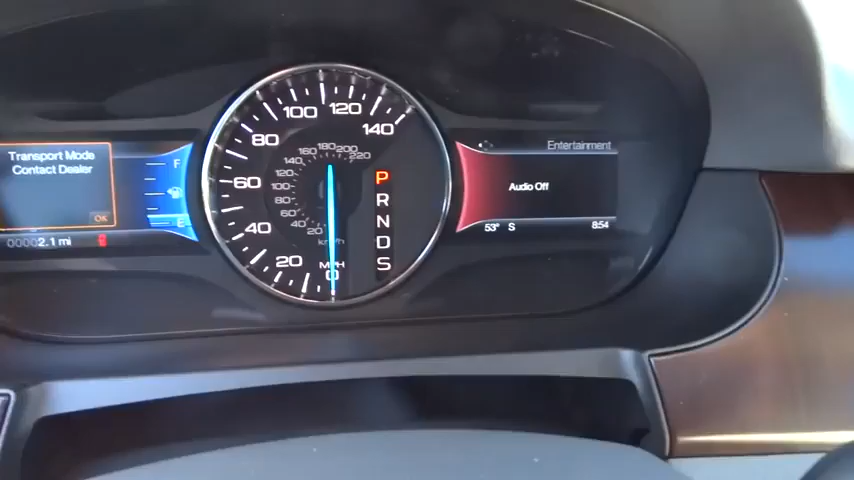 Transport Mode
Contact Dealer
OK
000002.1 mi
F
E
0
20
40
60
80
100
120
140
MPH
20
40
60
80
100
120
140
160
180
200
220
km/h
P
R
N
D
S
Entertainment
Audio Off
53° S
8:54